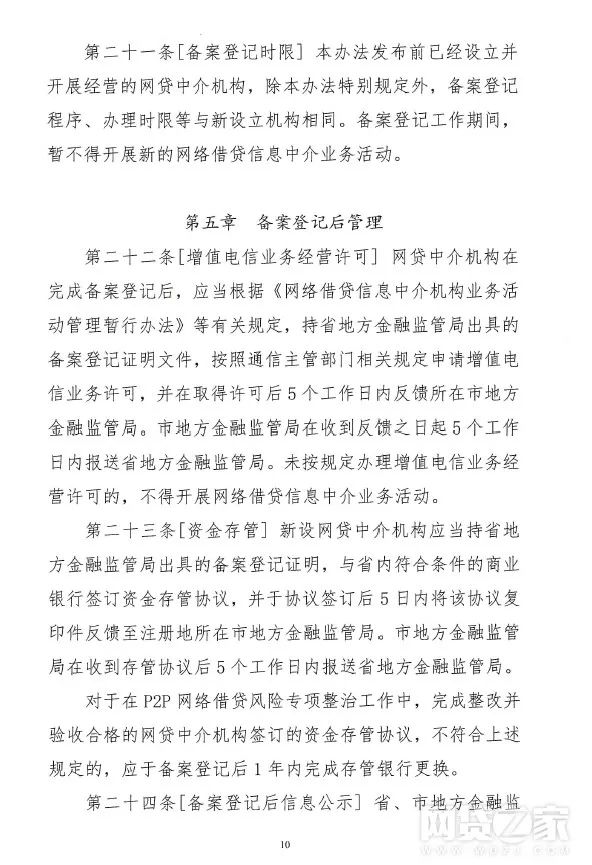 第二十一条[备案登记时限] 本办法发布前已经设立并
开展经营的网贷中介机构，除本办法特别规定外，备案登记
程序、办理时限等与新设立机构相同。备案登记工作期间，
暂不得开展新的网络借贷信息中介业务活动。
第五章 备案登记后管理
第二十二条[增值电信业务经营许可] 网贷中介机构在
完成备案登记后，应当根据《网络借贷信息中介机构业务活
动管理暂行办法》等有关规定，持省地方金融监管局出具的
备案登记证明文件，按照通信主管部门相关规定申请增值电
信业务许可，并在取得许可后5个工作日内反馈所在市地方
金融监管局。市地方金融监管局在收到反馈之日起5个工作
日内报送省地方金融监管局。未按规定办理增值电信业务经
营许可的，不得开展网络借贷信息中介业务活动。
第二十三条[资金存管] 新设网贷中介机构应当持省地
方金融监管局出具的备案登记证明，与省内符合条件的商业
银行签订资金存管协议，并于协议签订后5日内将该协议复
印件反馈至注册地所在市地方金融监管局。市地方金融监管
局在收到存管协议后5个工作日内报送省地方金融监管局。
对于在P2P网络借贷风险专项整治工作中，完成整改并
验收合格的网贷中介机构签订的资金存管协议，不符合上述
规定的，应于备案登记后1年内完成存管银行更换。
第二十四条[备案登记后信息公示] 省、市地方金融监
10
网贷之家
www.wdzj.com